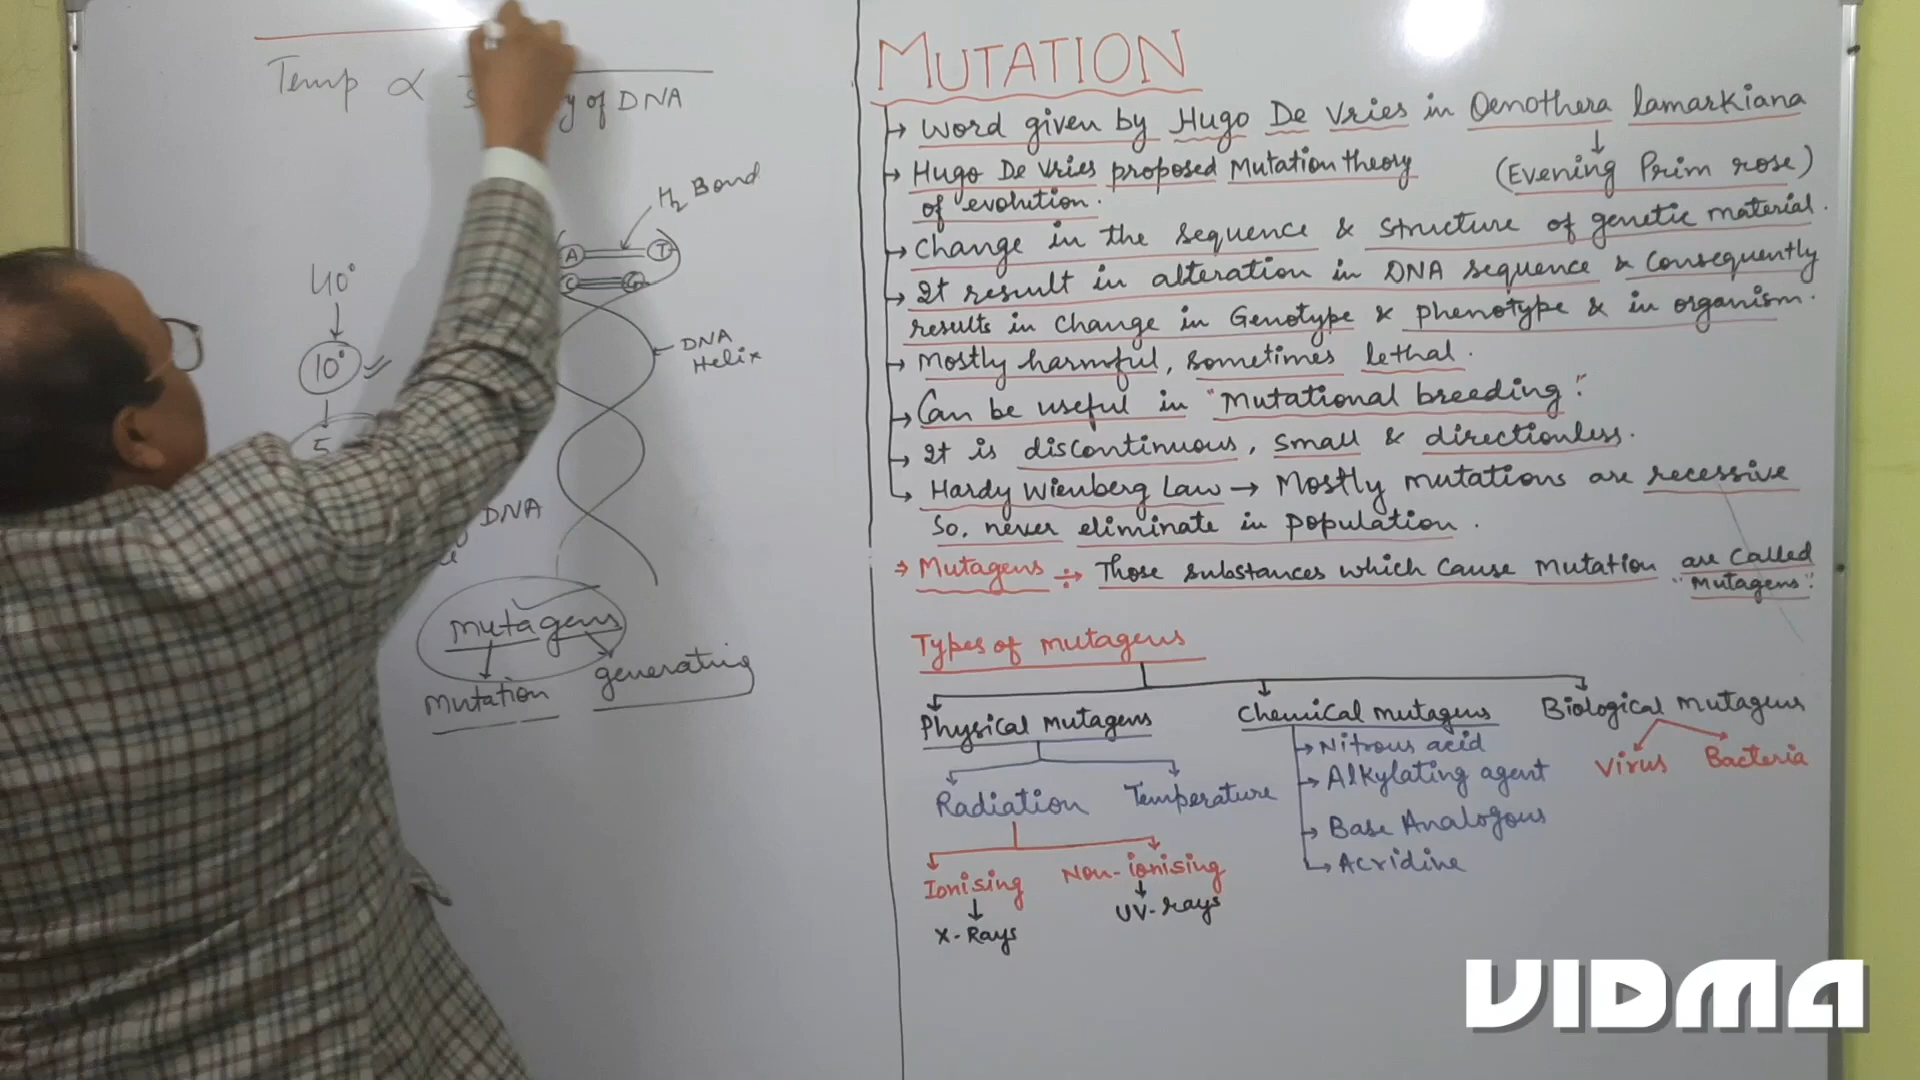 Temp ∝
of DNA
H₂ Bond
A T
C G
40°
10°
5
DNA
Helix
DNA
mutagens
mutation
generating
MUTATION
→ word given by Hugo De Vries in Oenothera lamarkiana
→ Hugo De Vries proposed Mutation theory
of evolution.
(Evening Prim rose)
→ change in the sequence & structure of genetic material.
→ It result in alteration in DNA sequence & consequently
results in change in Genotype & phenotype & in organism.
→ Mostly harmful, sometimes lethal.
→ Can be useful in "Mutational breeding".
→ It is discontinuous, small & directionless.
→ Hardy Wienberg Law → Mostly mutations are recessive
So, never eliminate in population.
→ Mutagens ÷→ Those substances which cause mutation are called
"Mutagens".
Types of mutagens
Physical mutagens Chemical mutagens Biological mutagens
→ Nitrous acid
→ Alkylating agent
→ Base Analogous
→ Acridine
Virus Bacteria
Radiation Temperature
Ionising Non-ionising
X-Rays UV-rays
VIDMA